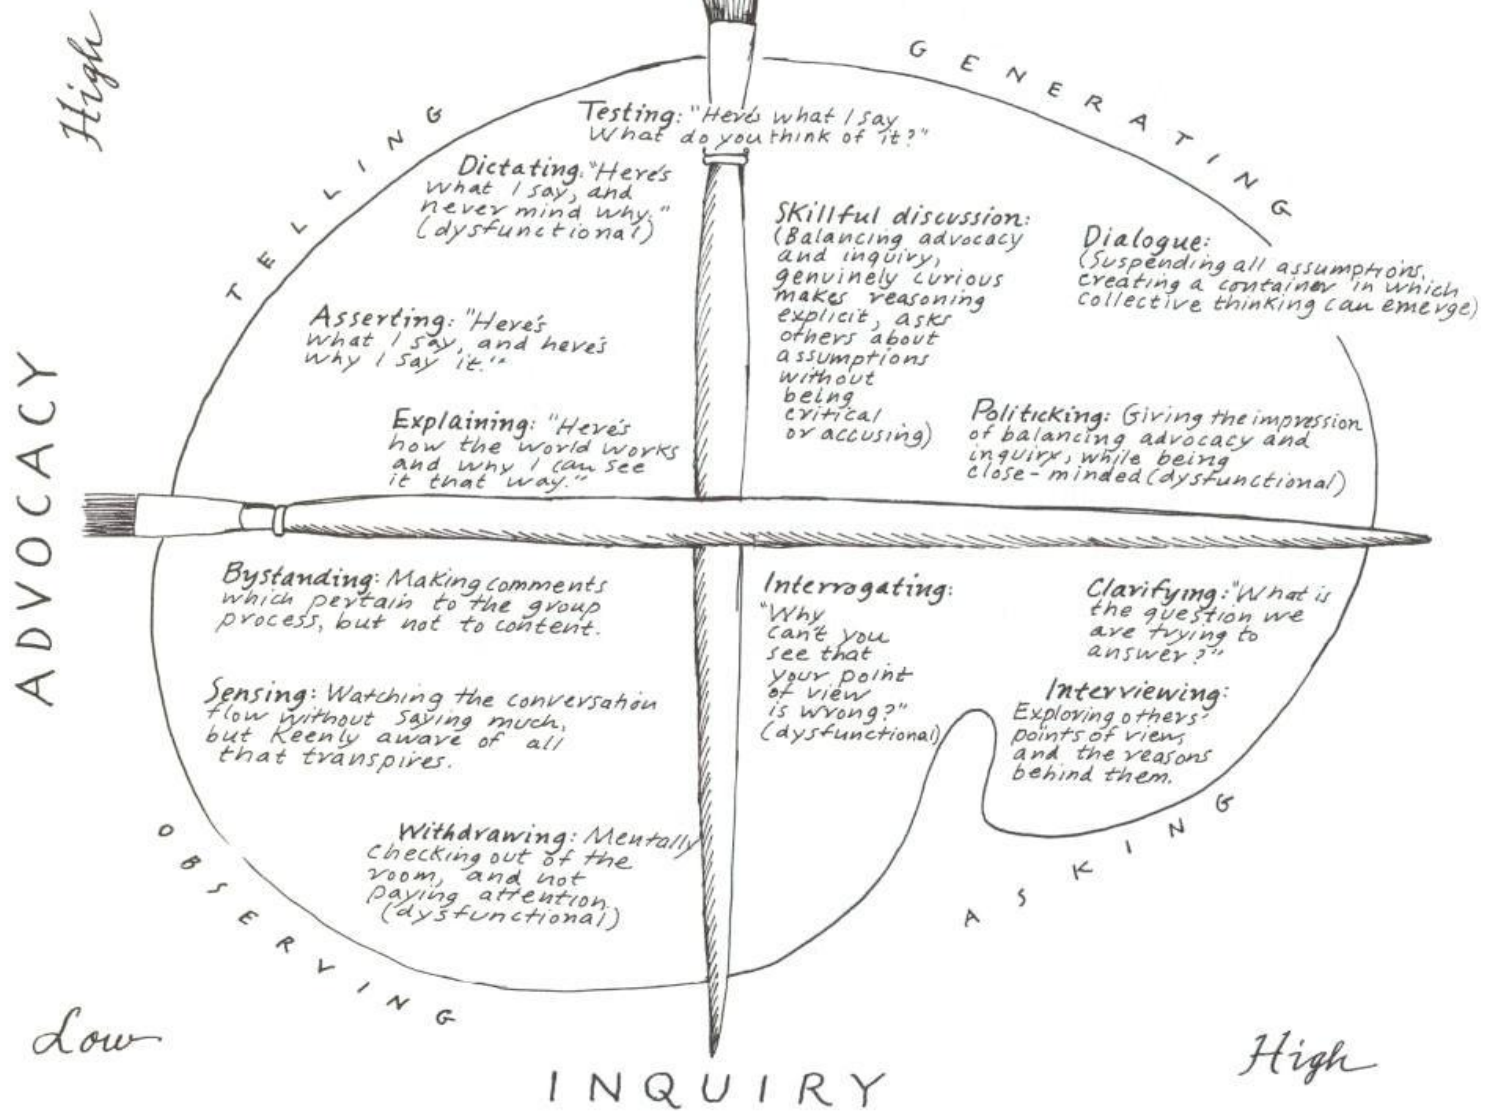 High
TELLING
GENERATING
Testing: "Here's what I say
What do you think of it?"
Dictating: "Here's
what I say, and
never mind why."
(dysfunctional)
Asserting: "Here's
what I say, and here's
why I say it."
Explaining: "Here's
how the world works
and why I can see
it that way."
Skillful discussion:
(Balancing advocacy
and inquiry,
genuinely curious
makes reasoning
explicit, asks
others about
assumptions
without
being
critical
or accusing)
Dialogue:
(Suspending all assumptions,
creating a container in which
collective thinking can emerge)
Politicking: Giving the impression
of balancing advocacy and
inquiry, while being
close-minded (dysfunctional)
ADVOCACY
Bystanding: Making comments
which pertain to the group
process, but not to content.
Sensing: Watching the conversation
flow without saying much,
but keenly aware of all
that transpires.
Withdrawing: Mentally
checking out of the
room, and not
paying attention
(dysfunctional)
Interrogating:
"Why
can't you
see that
your point
of view
is wrong?"
(dysfunctional)
Clarifying: "What is
the question we
are trying to
answer?"
Interviewing:
Exploring others'
points of view,
and the reasons
behind them.
OBSERVING
ASKING
Low
High
INQUIRY